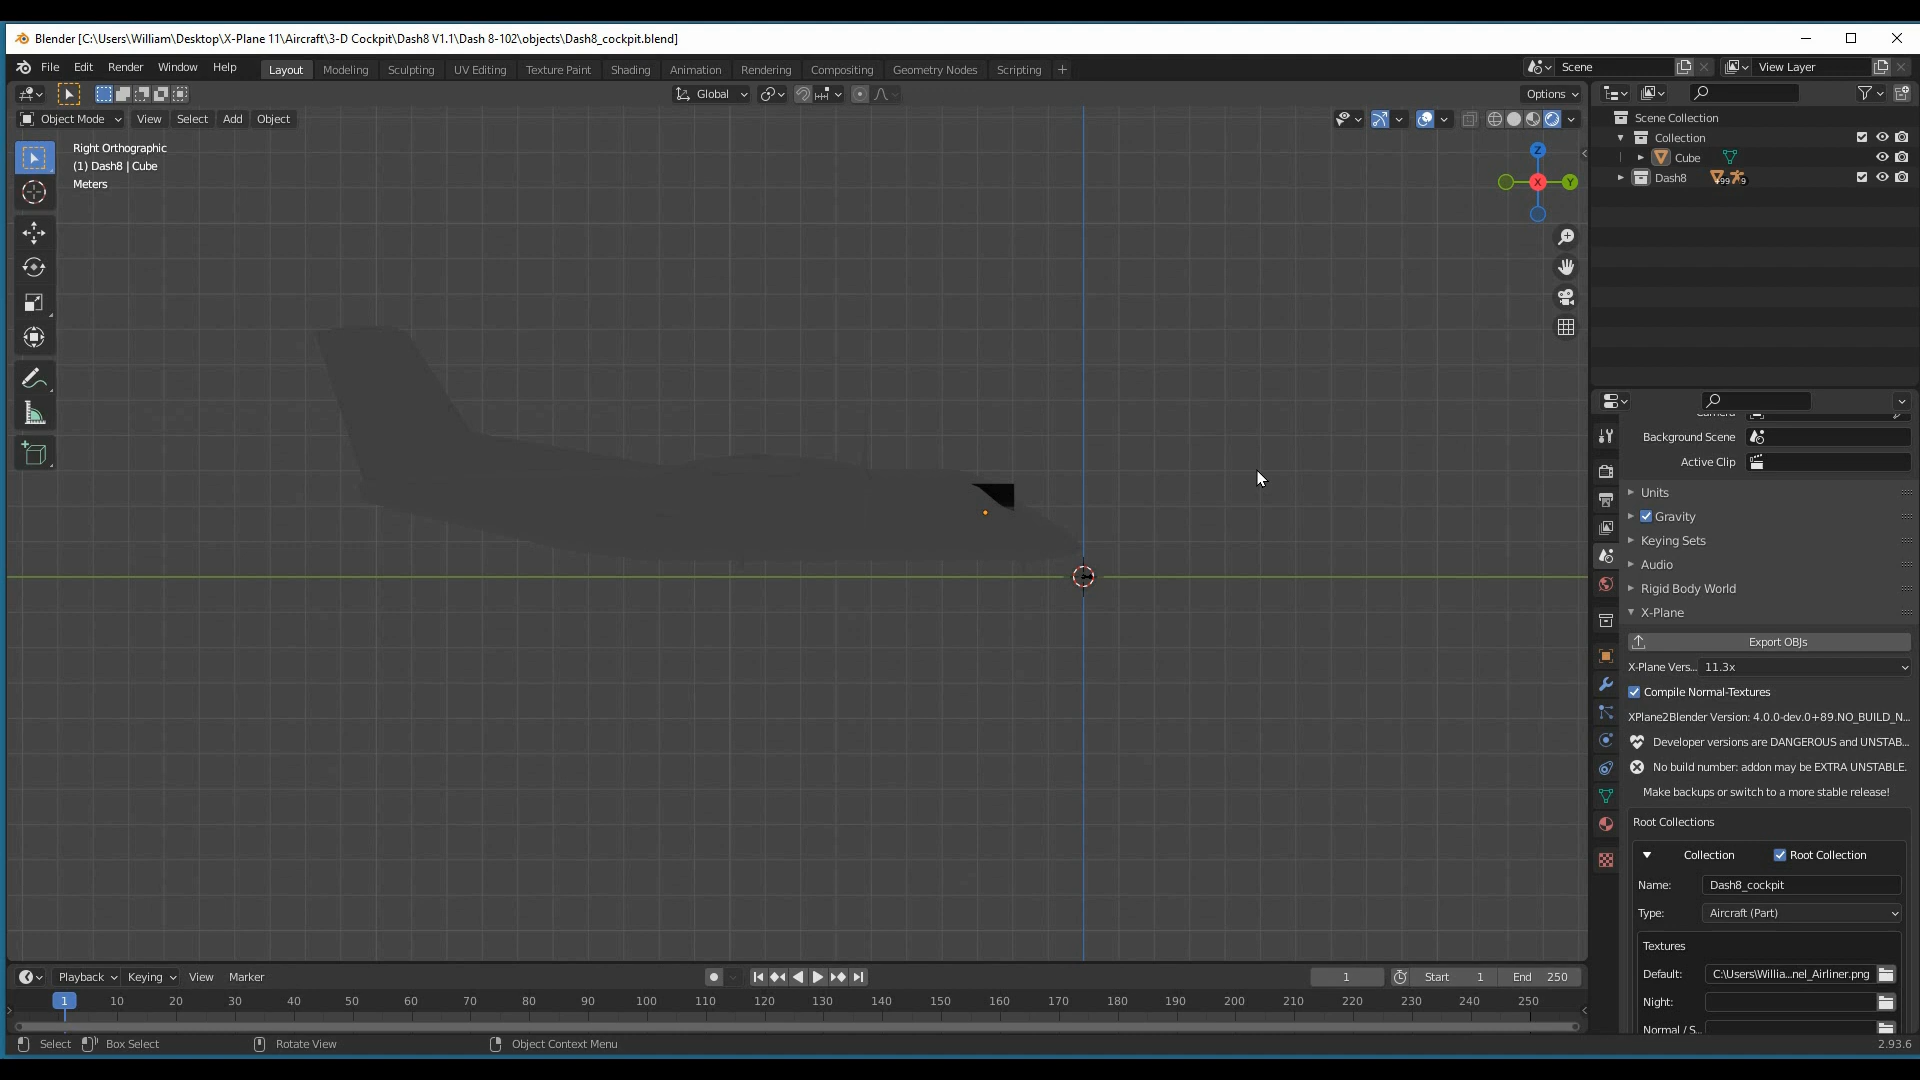 Blender [C:\Users\William\Desktop\X-Plane 11\Aircraft\3-D Cockpit\Dash8 V1.1\Dash 8-102\objects\Dash8_cockpit.blend]
File Edit Render Window Help Layout Modeling Sculpting UV Editing Texture Paint Shading Animation Rendering Compositing Geometry Nodes Scripting + Scene View Layer
Global Options
Object Mode View Select Add Object
Right Orthographic
(1) Dash8 | Cube
Meters
Z
X
Y
Scene Collection
Collection
Cube
Dash8 +99 9
Camera
Background Scene
Active Clip
Units
Gravity
Keying Sets
Audio
Rigid Body World
X-Plane
Export OBJs
X-Plane Vers... 11.3x
Compile Normal-Textures
XPlane2Blender Version: 4.0.0-dev.0+89.NO_BUILD_N...
Developer versions are DANGEROUS and UNSTAB...
No build number: addon may be EXTRA UNSTABLE.
Make backups or switch to a more stable release!
Root Collections
Collection Root Collection
Name: Dash8_cockpit
Type: Aircraft (Part)
Textures
Default: C:\Users\Willia...nel_Airliner.png
Night:
Normal / S...
Playback Keying View Marker 1 Start 1 End 250
1 10 20 30 40 50 60 70 80 90 100 110 120 130 140 150 160 170 180 190 200 210 220 230 240 250
Select Box Select Rotate View Object Context Menu 2.93.6